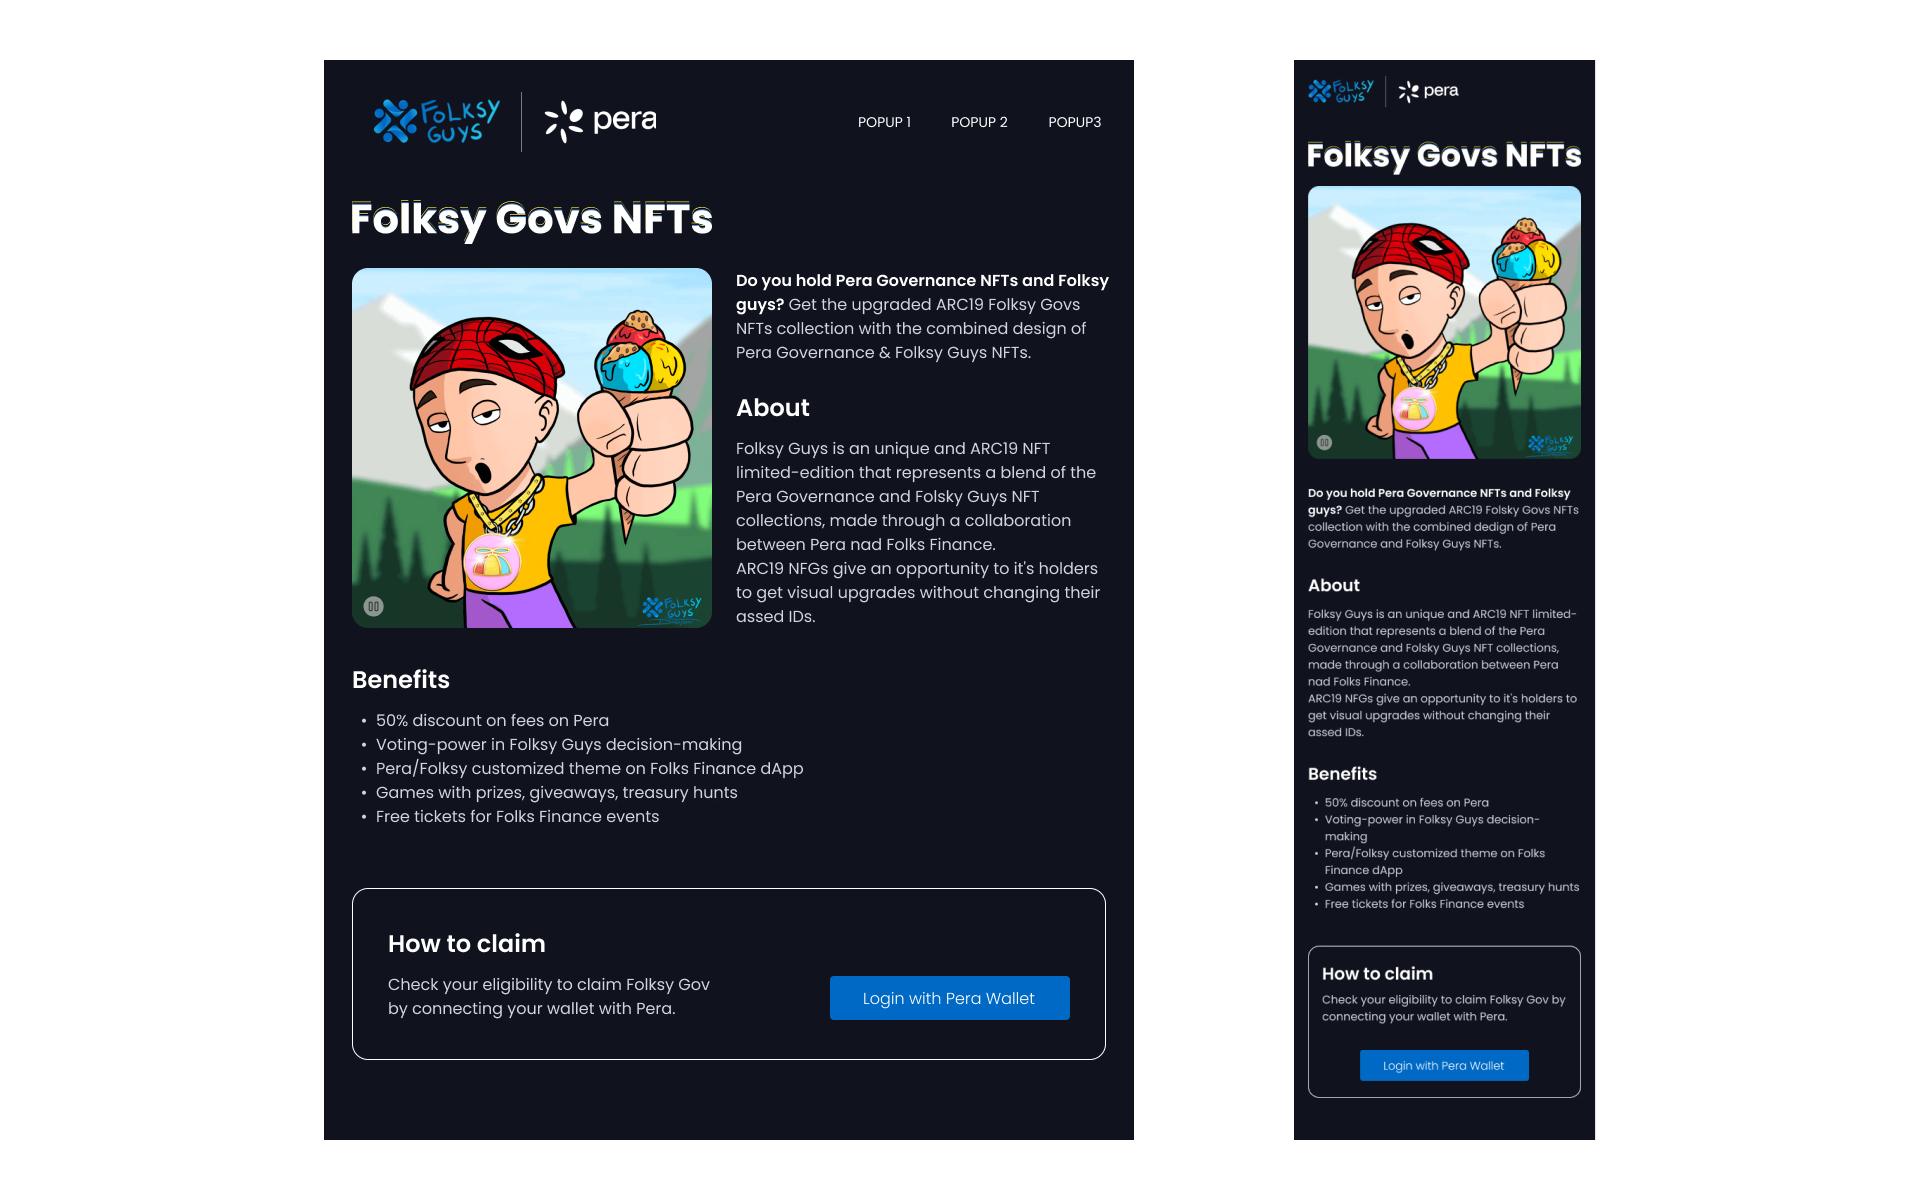 FOLKSY
GUYS
pera
POPUP 1
POPUP 2
POPUP3
Folksy Govs NFTs
Do you hold Pera Governance NFTs and Folksy
guys? Get the upgraded ARC19 Folksy Govs
NFTs collection with the combined design of
Pera Governance & Folksy Guys NFTs.
About
Folksy Guys is an unique and ARC19 NFT
limited-edition that represents a blend of the
Pera Governance and Folsky Guys NFT
collections, made through a collaboration
between Pera nad Folks Finance.
ARC19 NFGs give an opportunity to it's holders
to get visual upgrades without changing their
assed IDs.
FOLKSY
GUYS
Benefits
• 50% discount on fees on Pera
• Voting-power in Folksy Guys decision-making
• Pera/Folksy customized theme on Folks Finance dApp
• Games with prizes, giveaways, treasury hunts
• Free tickets for Folks Finance events
How to claim
Check your eligibility to claim Folksy Gov
by connecting your wallet with Pera.
Login with Pera Wallet
FOLKSY
GUYS
pera
Folksy Govs NFTs
FOLKSY
GUYS
Do you hold Pera Governance NFTs and Folksy
guys? Get the upgraded ARC19 Folsky Govs NFTs
collection with the combined dedign of Pera
Governance and Folksy Guys NFTs.
About
Folksy Guys is an unique and ARC19 NFT limited-
edition that represents a blend of the Pera
Governance and Folsky Guys NFT collections,
made through a collaboration between Pera
nad Folks Finance.
ARC19 NFGs give an opportunity to it's holders to
get visual upgrades without changing their
assed IDs.
Benefits
• 50% discount on fees on Pera
• Voting-power in Folksy Guys decision-
making
• Pera/Folksy customized theme on Folks
Finance dApp
• Games with prizes, giveaways, treasury hunts
• Free tickets for Folks Finance events
How to claim
Check your eligibility to claim Folksy Gov by
connecting your wallet with Pera.
Login with Pera Wallet